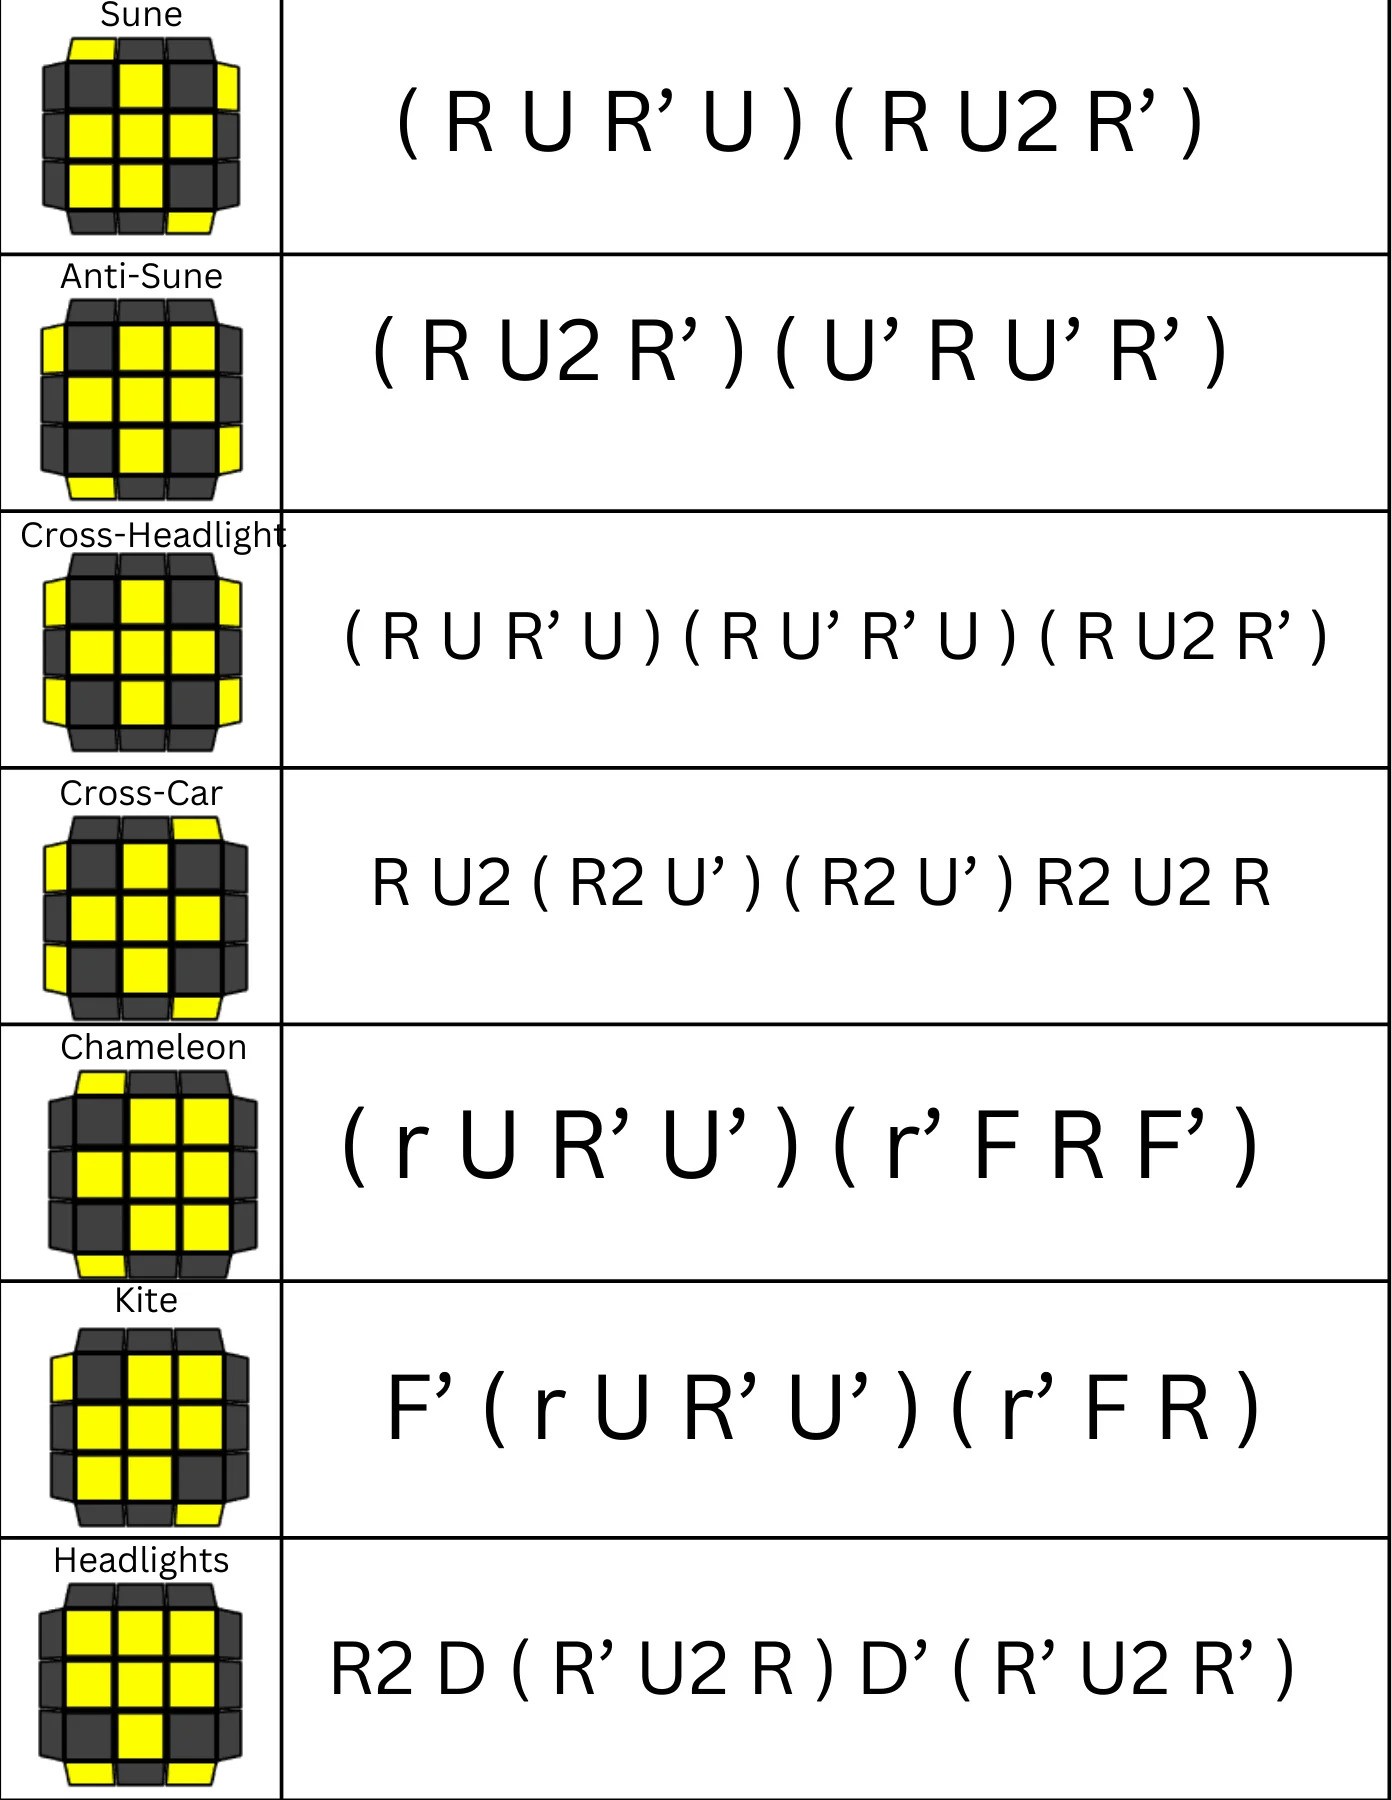 Sune
( R U R’ U ) ( R U2 R’ )
Anti-Sune
( R U2 R’ ) ( U’ R U’ R’ )
Cross-Headlight
( R U R’ U ) ( R U’ R’ U ) ( R U2 R’ )
Cross-Car
R U2 ( R2 U’ ) ( R2 U’ ) R2 U2 R
Chameleon
( r U R’ U’ ) ( r’ F R F’ )
Kite
F’ ( r U R’ U’ ) ( r’ F R )
Headlights
R2 D ( R’ U2 R ) D’ ( R’ U2 R’ )